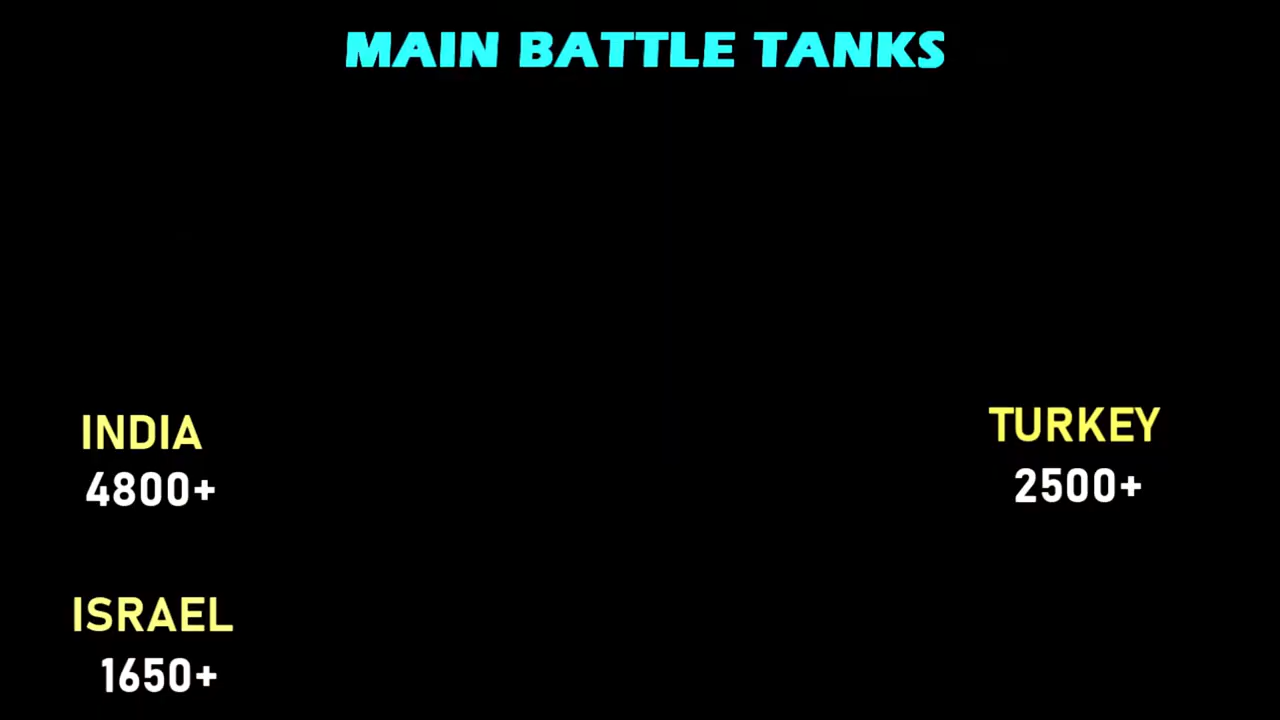 MAIN BATTLE TANKS
INDIA
4800+
TURKEY
2500+
ISRAEL
1650+